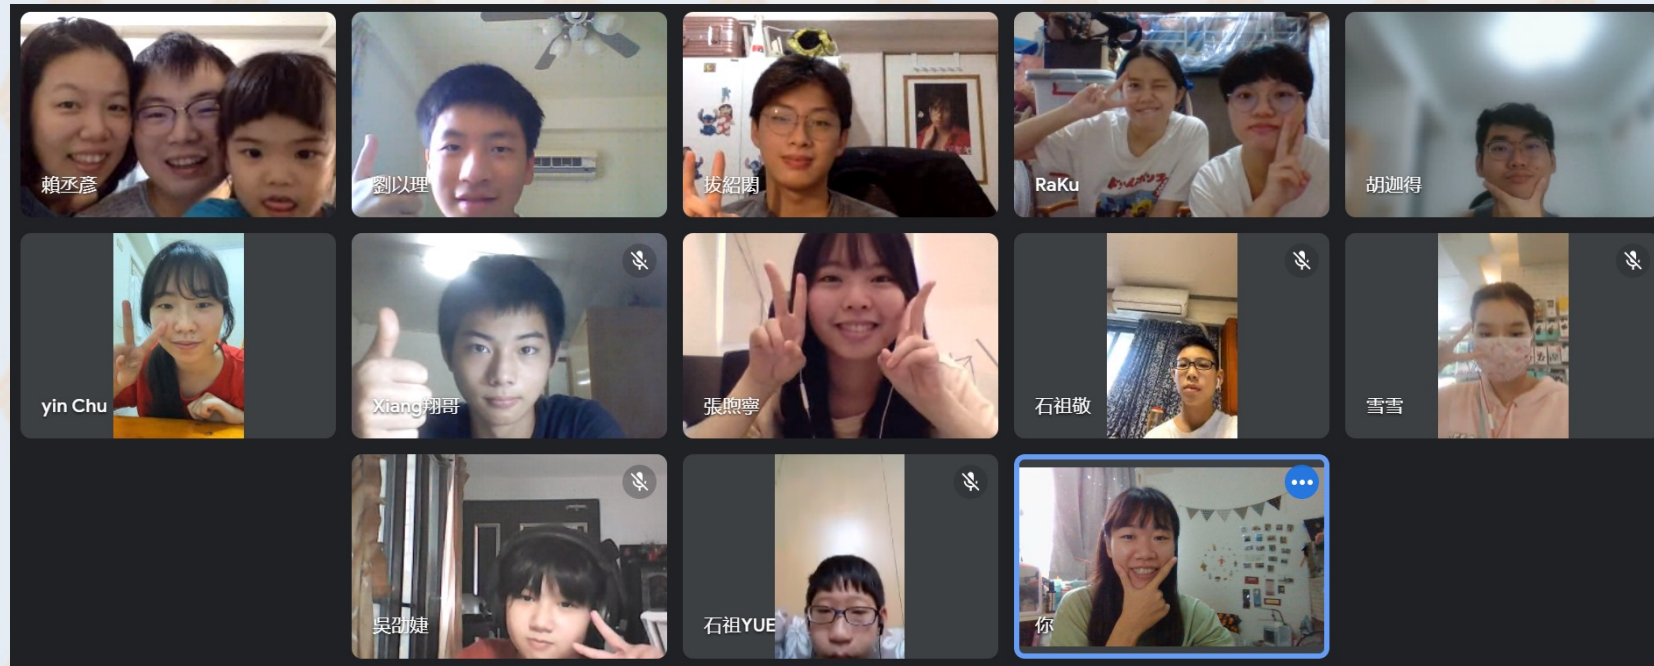 賴丞彥
劉以理
拔紹閎
RaKu
胡迦得
yin Chu
Xiang翔哥
張煦寧
石祖敬
雪雪
吳劭婕
石祖YUE
你